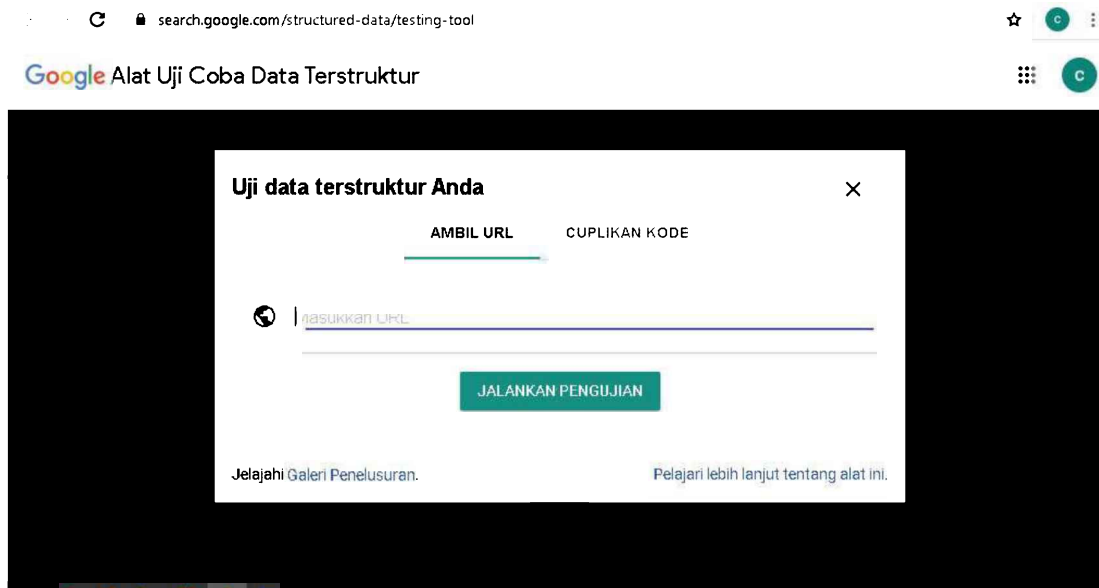 search.google.com/structured-data/testing-tool
C
Google Alat Uji Coba Data Terstruktur
C
Uji data terstruktur Anda
AMBIL URL CUPLIKAN KODE
Masukkan URL
JALANKAN PENGUJIAN
Jelajahi Galeri Penelusuran. Pelajari lebih lanjut tentang alat ini.